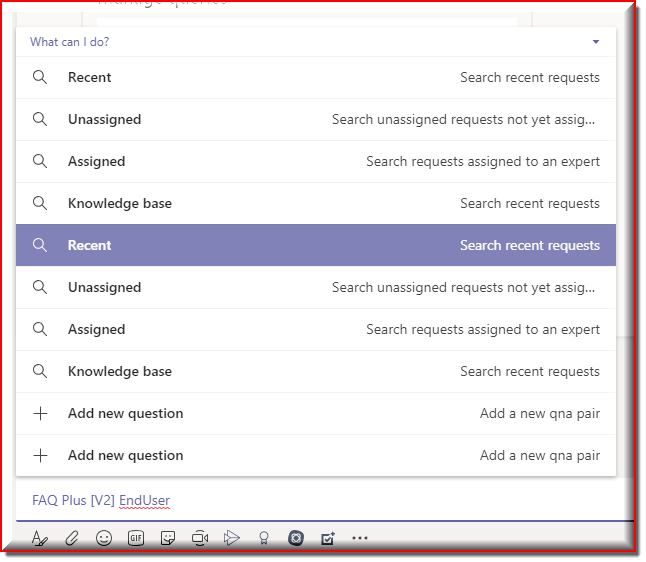 What can I do?
Recent Search recent requests
Unassigned Search unassigned requests not yet assig...
Assigned Search requests assigned to an expert
Knowledge base Search recent requests
Recent Search recent requests
Unassigned Search unassigned requests not yet assig...
Assigned Search requests assigned to an expert
Knowledge base Search recent requests
Add new question Add a new qna pair
Add new question Add a new qna pair
FAQ Plus [V2] EndUser
GIF